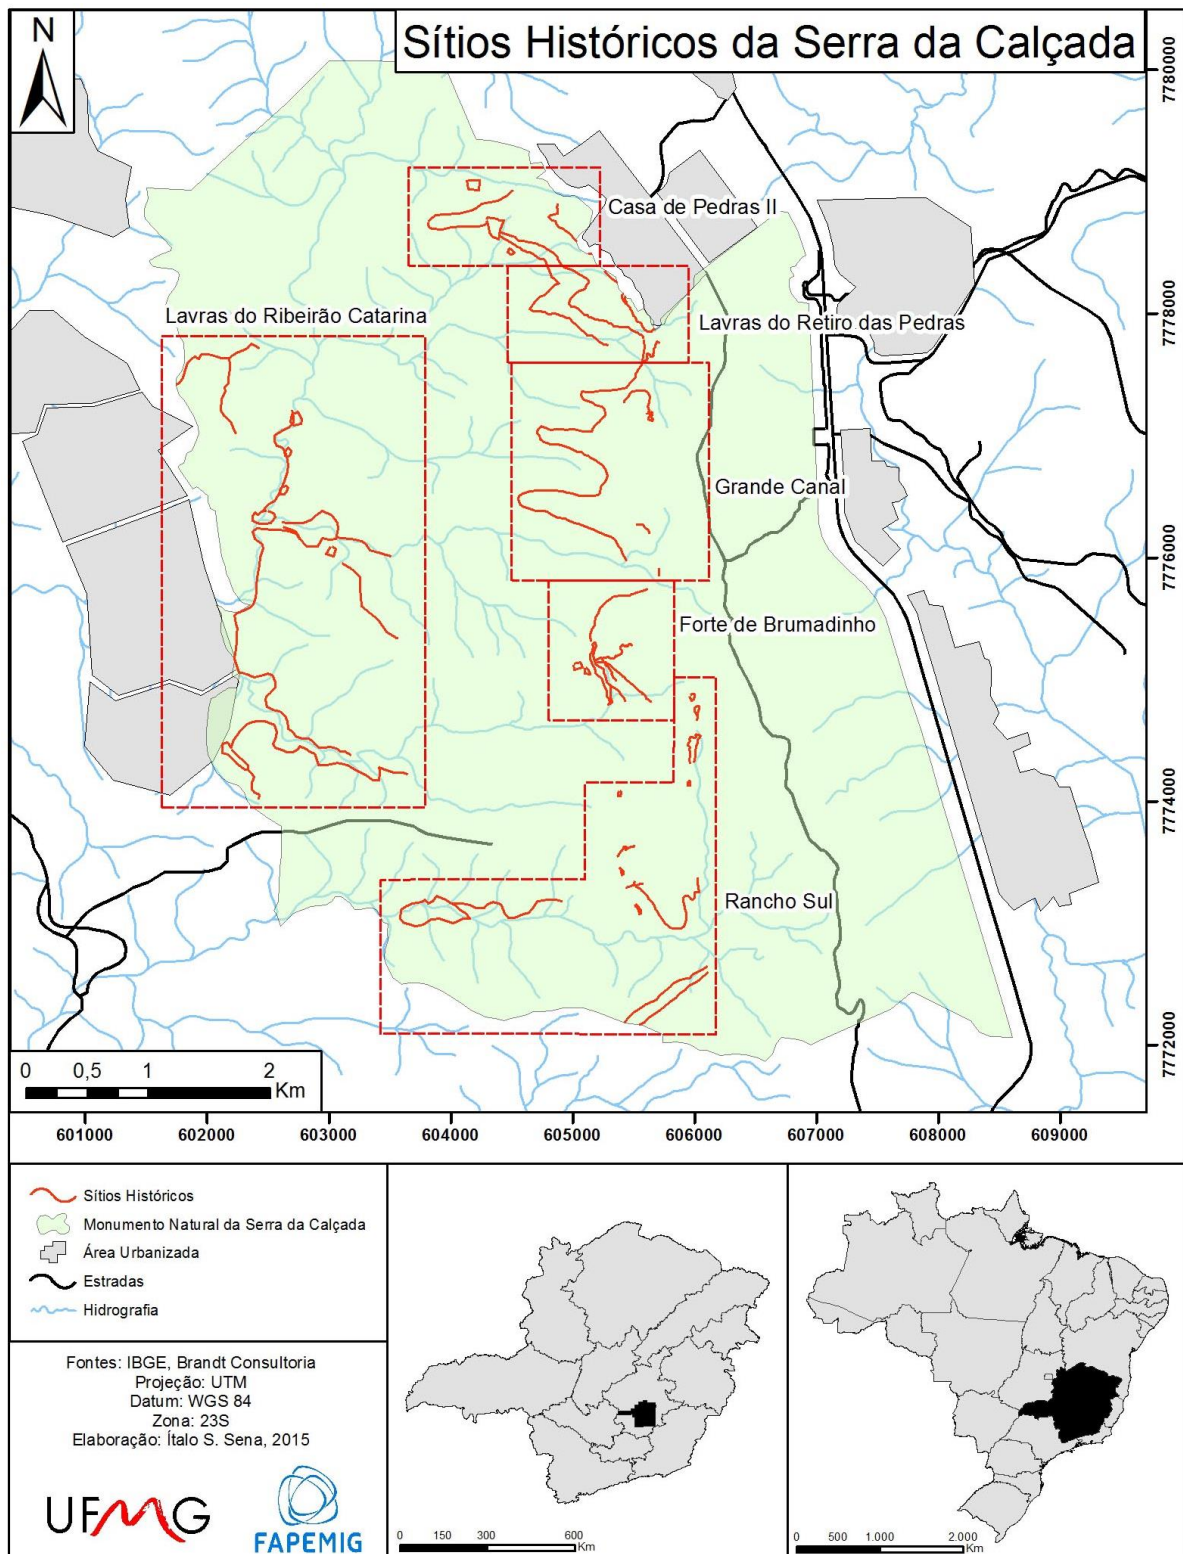 N
Sítios Históricos da Serra da Calçada
7780000
Casa de Pedras II
Lavras do Ribeirão Catarina
Lavras do Retiro das Pedras
7778000
Grande Canal
7776000
Forte de Brumadinho
7774000
Rancho Sul
7772000
0 0,5 1 2
Km
601000 602000 603000 604000 605000 606000 607000 608000 609000
Sítios Históricos
Monumento Natural da Serra da Calçada
Área Urbanizada
Estradas
Hidrografia
Fontes: IBGE, Brandt Consultoria
Projeção: UTM
Datum: WGS 84
Zona: 23S
Elaboração: Ítalo S. Sena, 2015
UFMG
FAPEMIG
0 150 300 600
Km
0 500 1.000 2.000
Km